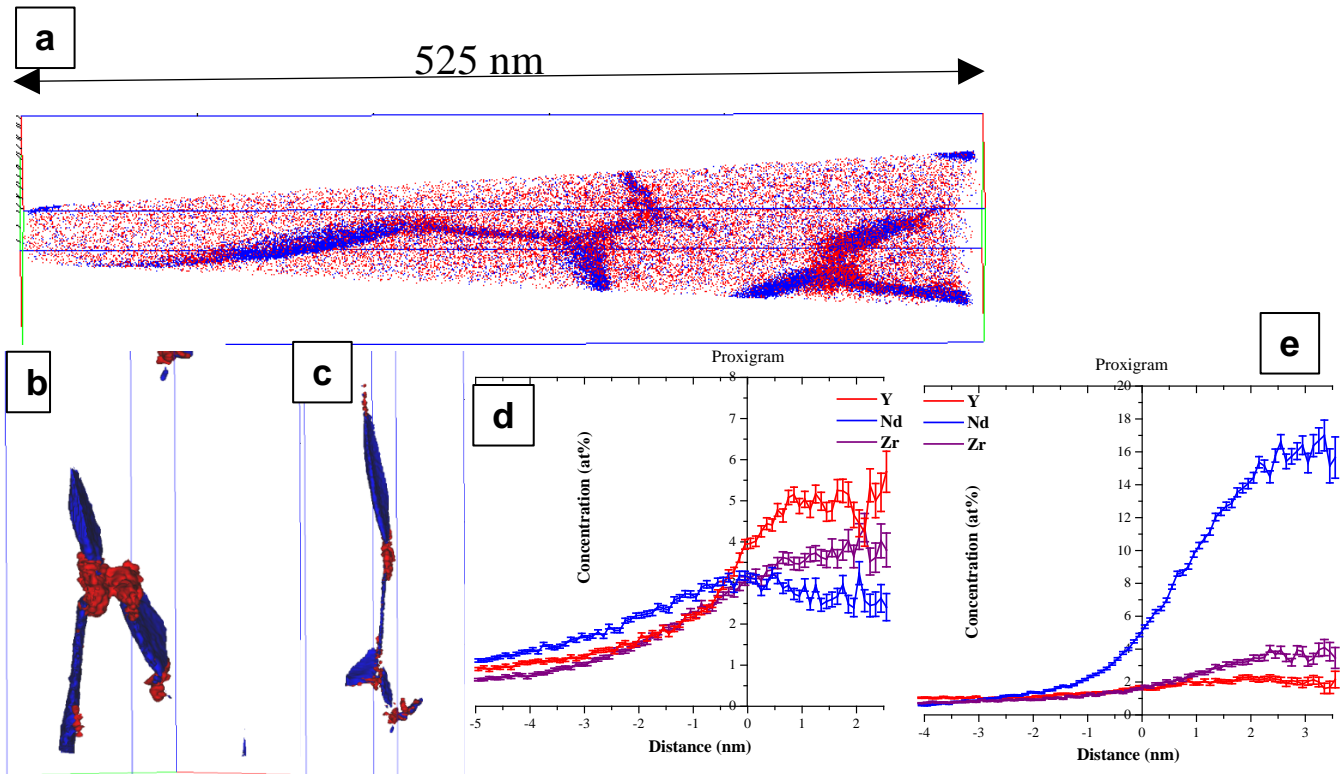 a
525 nm
b
c
d
Proxigram
8
7
6
5
4
3
2
1
0
Concentration (at%)
Y
Nd
Zr
-5
-4
-3
-2
-1
0
1
2
Distance (nm)
e
Proxigram
20
18
16
14
12
10
8
6
4
2
0
Concentration (at%)
Y
Nd
Zr
-4
-3
-2
-1
0
1
2
3
Distance (nm)